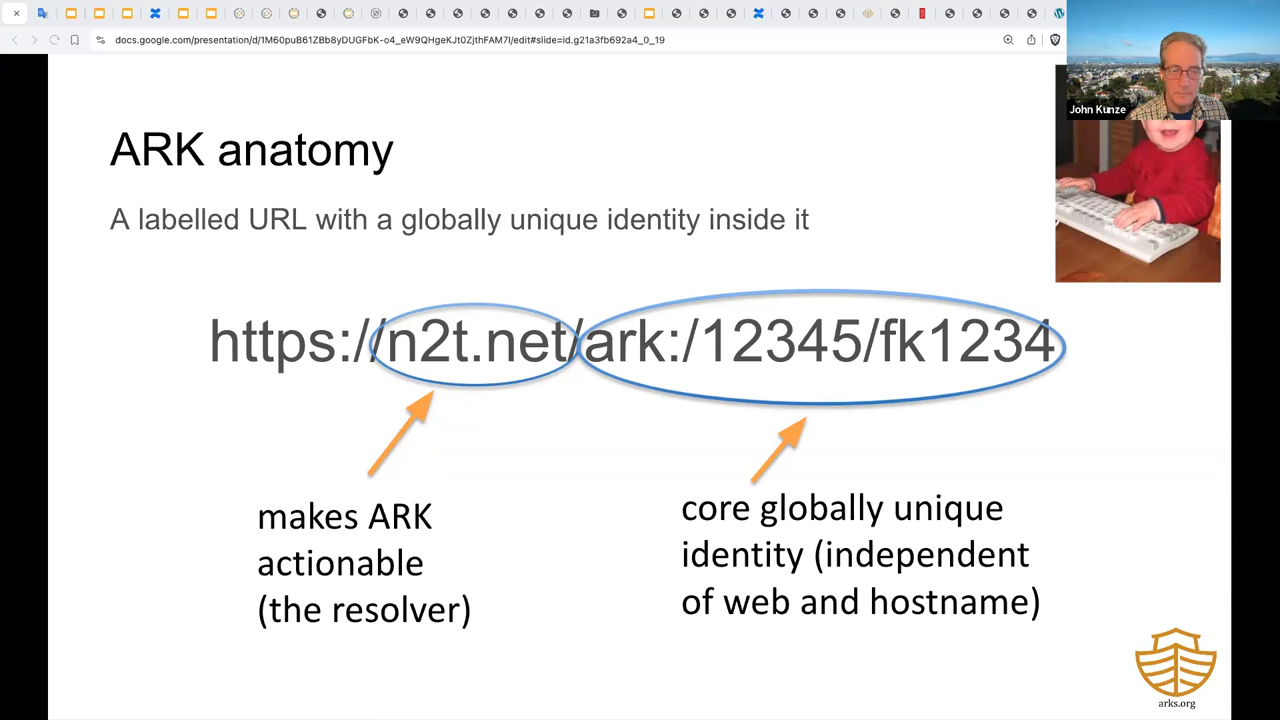 docs.google.com/presentation/d/1M60puB61ZBb8yDUGFbK-o4_eW9QHgeKJt0ZjthFAM7I/edit#slide=id.g21a3fb692a4_0_19
John Kunze
ARK anatomy
A labelled URL with a globally unique identity inside it
https://n2t.net/ark:/12345/fk1234
makes ARK
actionable
(the resolver)
core globally unique
identity (independent
of web and hostname)
arks.org